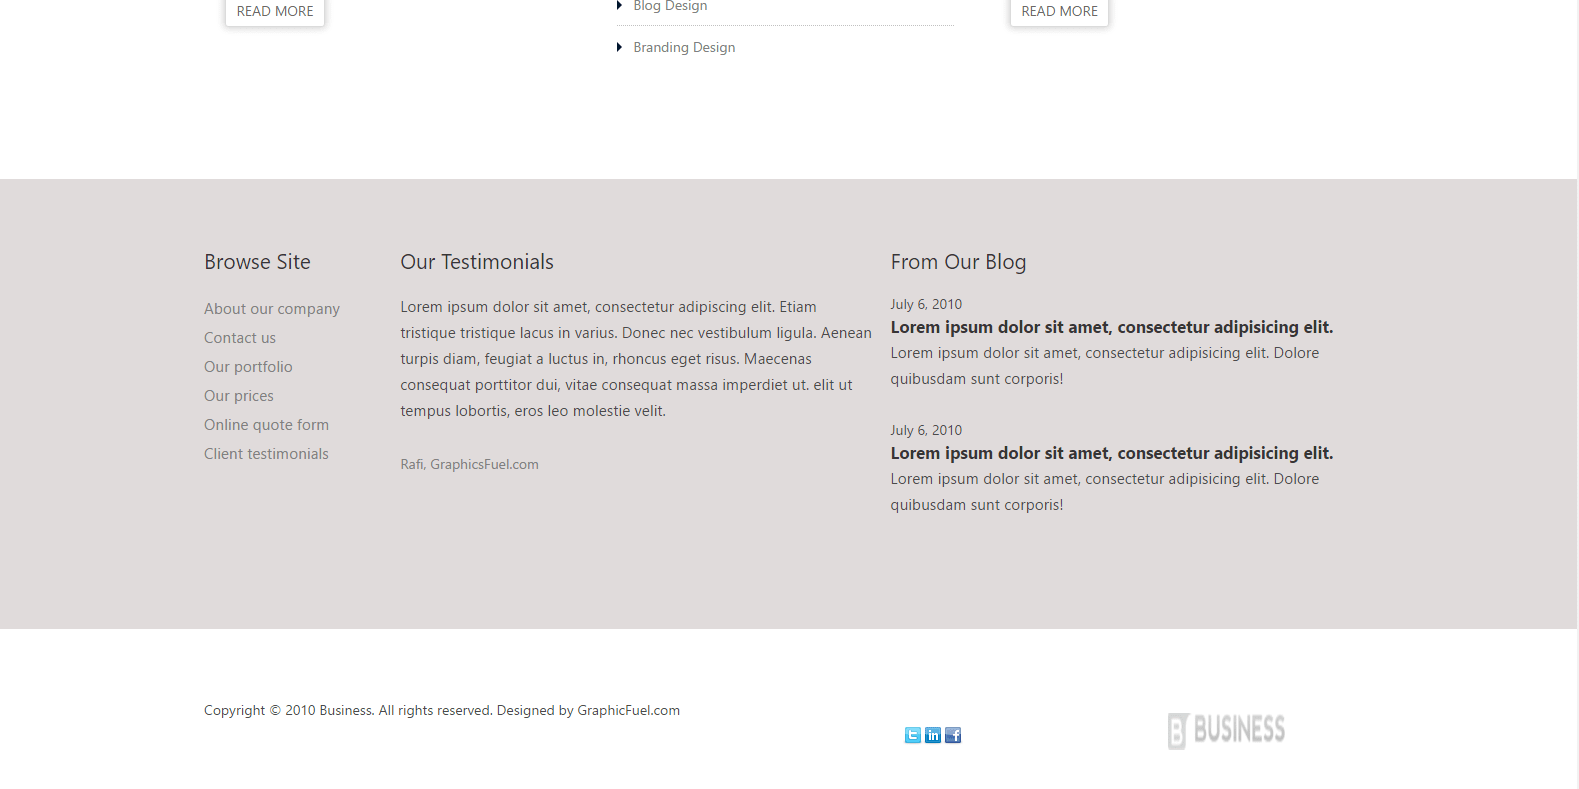 READ MORE
Blog Design
Branding Design
READ MORE
Browse Site
About our company
Contact us
Our portfolio
Our prices
Online quote form
Client testimonials
Our Testimonials
Lorem ipsum dolor sit amet, consectetur adipiscing elit. Etiam
tristique tristique lacus in varius. Donec nec vestibulum ligula. Aenean
turpis diam, feugiat a luctus in, rhoncus eget risus. Maecenas
consequat porttitor dui, vitae consequat massa imperdiet ut. elit ut
tempus lobortis, eros leo molestie velit.
Rafi, GraphicsFuel.com
From Our Blog
July 6, 2010
Lorem ipsum dolor sit amet, consectetur adipisicing elit.
Lorem ipsum dolor sit amet, consectetur adipisicing elit. Dolore
quibusdam sunt corporis!
July 6, 2010
Lorem ipsum dolor sit amet, consectetur adipisicing elit.
Lorem ipsum dolor sit amet, consectetur adipisicing elit. Dolore
quibusdam sunt corporis!
Copyright © 2010 Business. All rights reserved. Designed by GraphicFuel.com
t in f
B BUSINESS